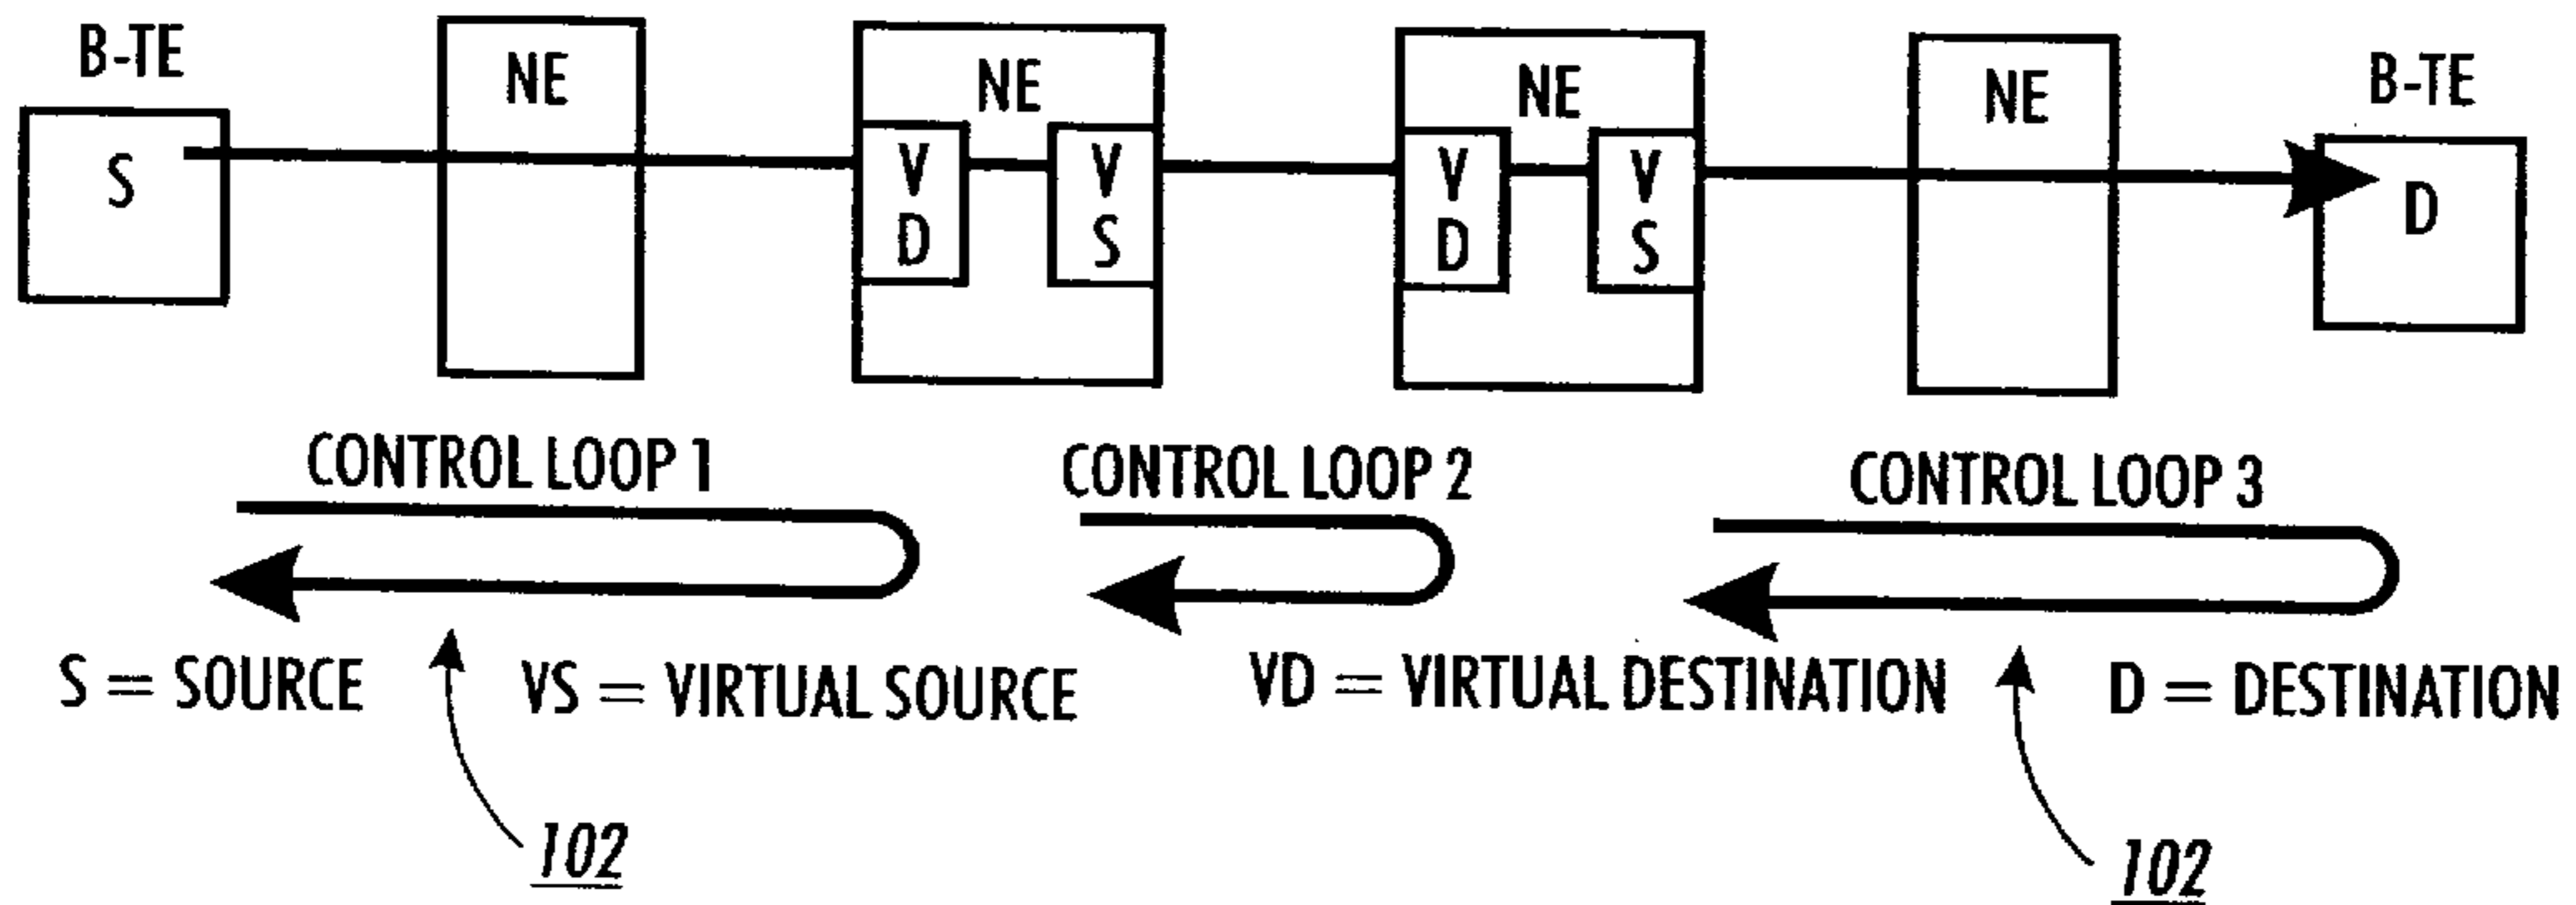 B-TE
NE
NE
NE
NE
B-TE
S
V
D
V
S
V
D
V
S
D
CONTROL LOOP 1
CONTROL LOOP 2
CONTROL LOOP 3
S = SOURCE
VS = VIRTUAL SOURCE
VD = VIRTUAL DESTINATION
D = DESTINATION
102
102